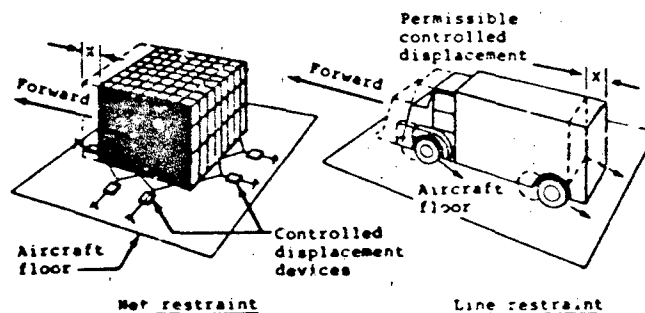 X
Forward
Aircraft
floor
Controlled
displacement
devices
Net restraint
Permissible
controlled
displacement
X
Forward
Aircraft
floor
Line restraint